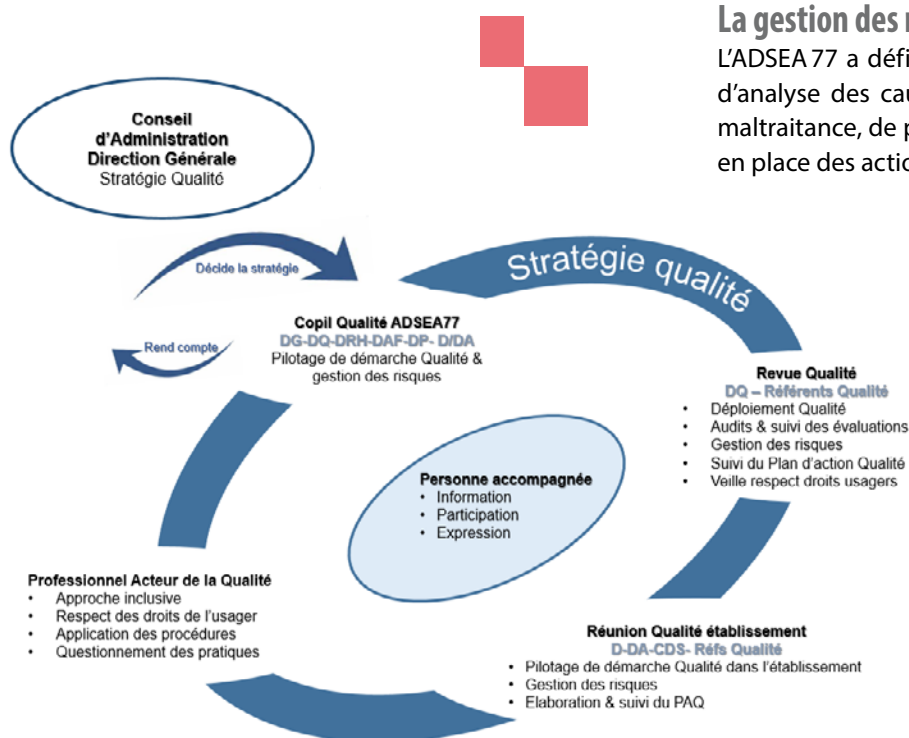 La gestion des
L'ADSEA 77 a défi
d'analyse des cau
maltraitance, de p
en place des actio
Conseil
d'Administration
Direction Générale
Stratégie Qualité
Décide la stratégie
Rend compte
Stratégie qualité
Copil Qualité ADSEA77
DG-DQ-DRH-DAF-DP- D/DA
Pilotage de démarche Qualité &
gestion des risques
Revue Qualité
DQ – Référents Qualité
• Déploiement Qualité
• Audits & suivi des évaluations
• Gestion des risques
• Suivi du Plan d'action Qualité
• Veille respect droits usagers
Personne accompagnée
• Information
• Participation
• Expression
Professionnel Acteur de la Qualité
• Approche inclusive
• Respect des droits de l'usager
• Application des procédures
• Questionnement des pratiques
Réunion Qualité établissement
D-DA-CDS- Réfs Qualité
• Pilotage de démarche Qualité dans l'établissement
• Gestion des risques
• Elaboration & suivi du PAQ